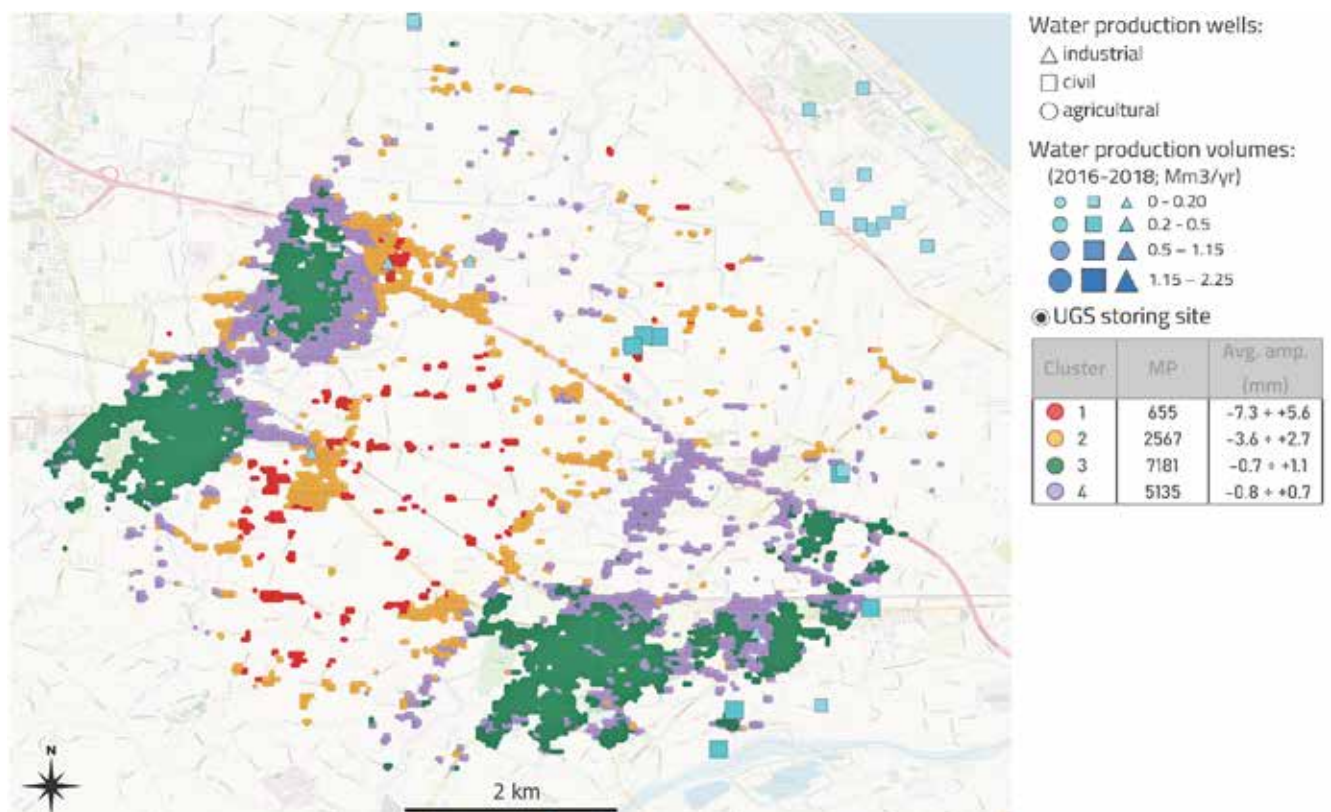 Water production wells:
industrial
civil
agricultural
Water production volumes:
(2016-2018; Mm3/yr)
0 – 0.20
0.2 - 0.5
0.5 – 1.15
1.15 – 2.25
UGS storing site
Cluster MP Avg. amp. (mm)
1 655 -7.3 ÷ +5.6
2 2567 -3.6 ÷ +2.7
3 7181 -0.7 ÷ +1.1
4 5135 -0.8 ÷ +0.7
N
2 km